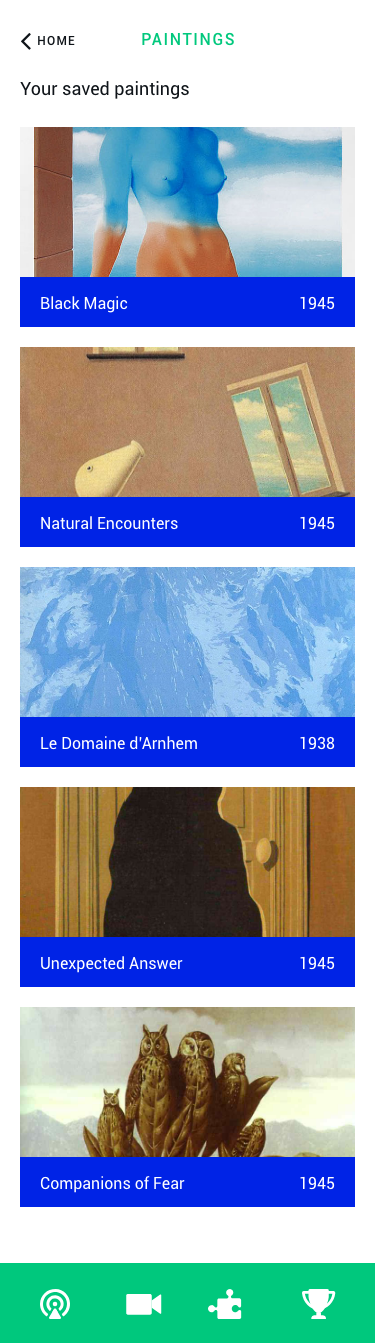 HOME
PAINTINGS
Your saved paintings
Black Magic 1945
Natural Encounters 1945
Le Domaine d'Arnhem 1938
Unexpected Answer 1945
Companions of Fear 1945